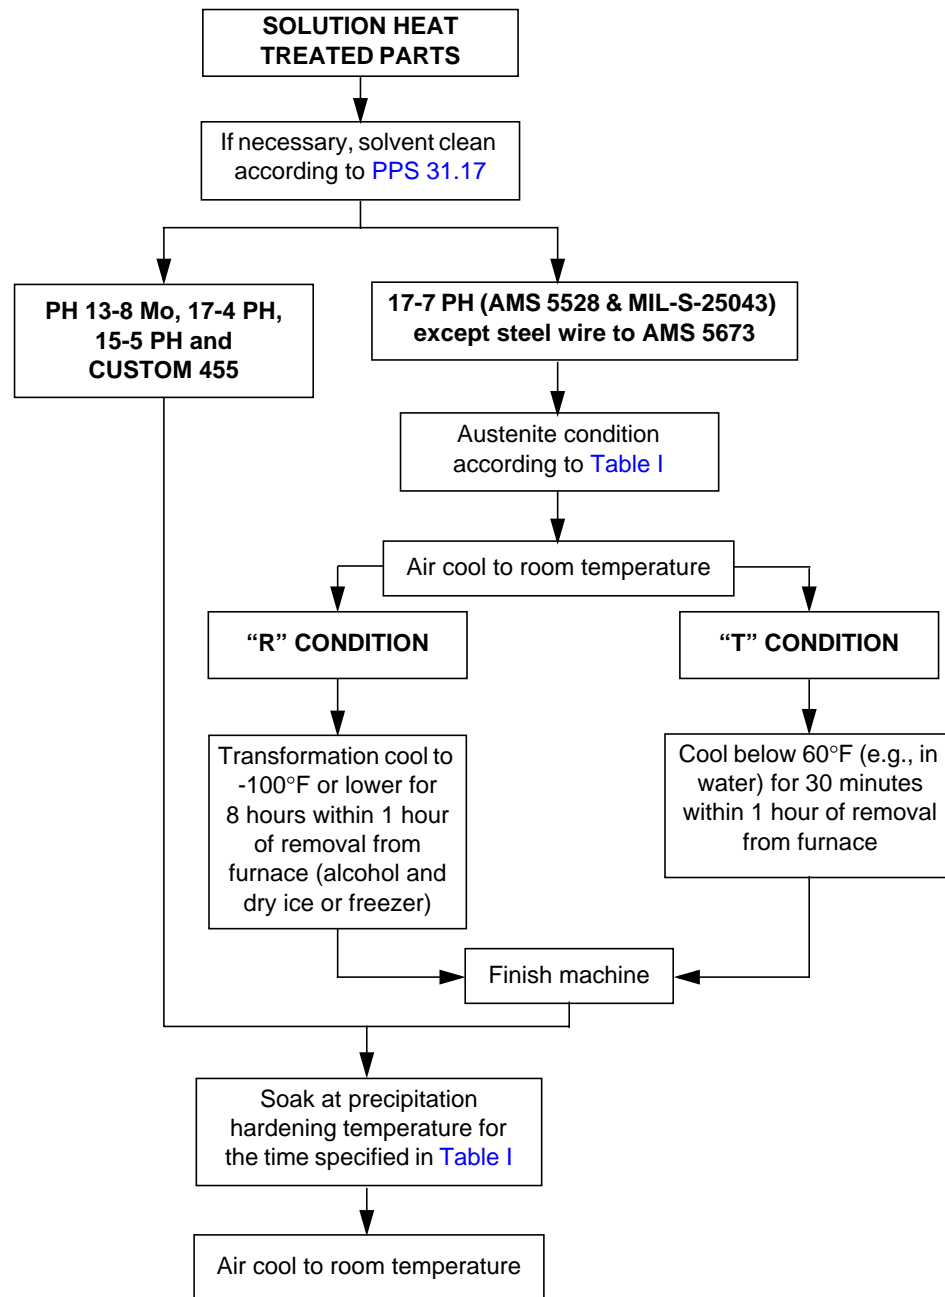 SOLUTION HEAT
TREATED PARTS
If necessary, solvent clean
according to PPS 31.17
PH 13-8 Mo, 17-4 PH,
15-5 PH and
CUSTOM 455
17-7 PH (AMS 5528 & MIL-S-25043)
except steel wire to AMS 5673
Austenite condition
according to Table I
Air cool to room temperature
“R” CONDITION
“T” CONDITION
Transformation cool to
-100°F or lower for
8 hours within 1 hour
of removal from
furnace (alcohol and
dry ice or freezer)
Cool below 60°F (e.g., in
water) for 30 minutes
within 1 hour of removal
from furnace
Finish machine
Soak at precipitation
hardening temperature for
the time specified in Table I
Air cool to room temperature